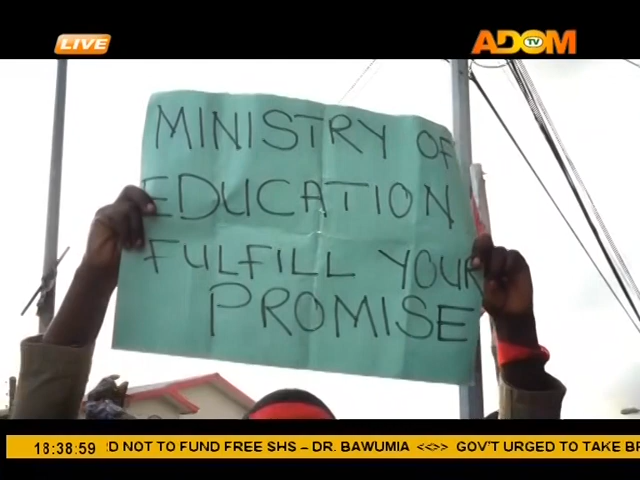 LIVE
ADOM TV
MINISTRY OF
EDUCATION
FULFILL YOUR
PROMISE
18:38:59 D NOT TO FUND FREE SHS – DR. BAWUMIA <<>> GOV'T URGED TO TAKE